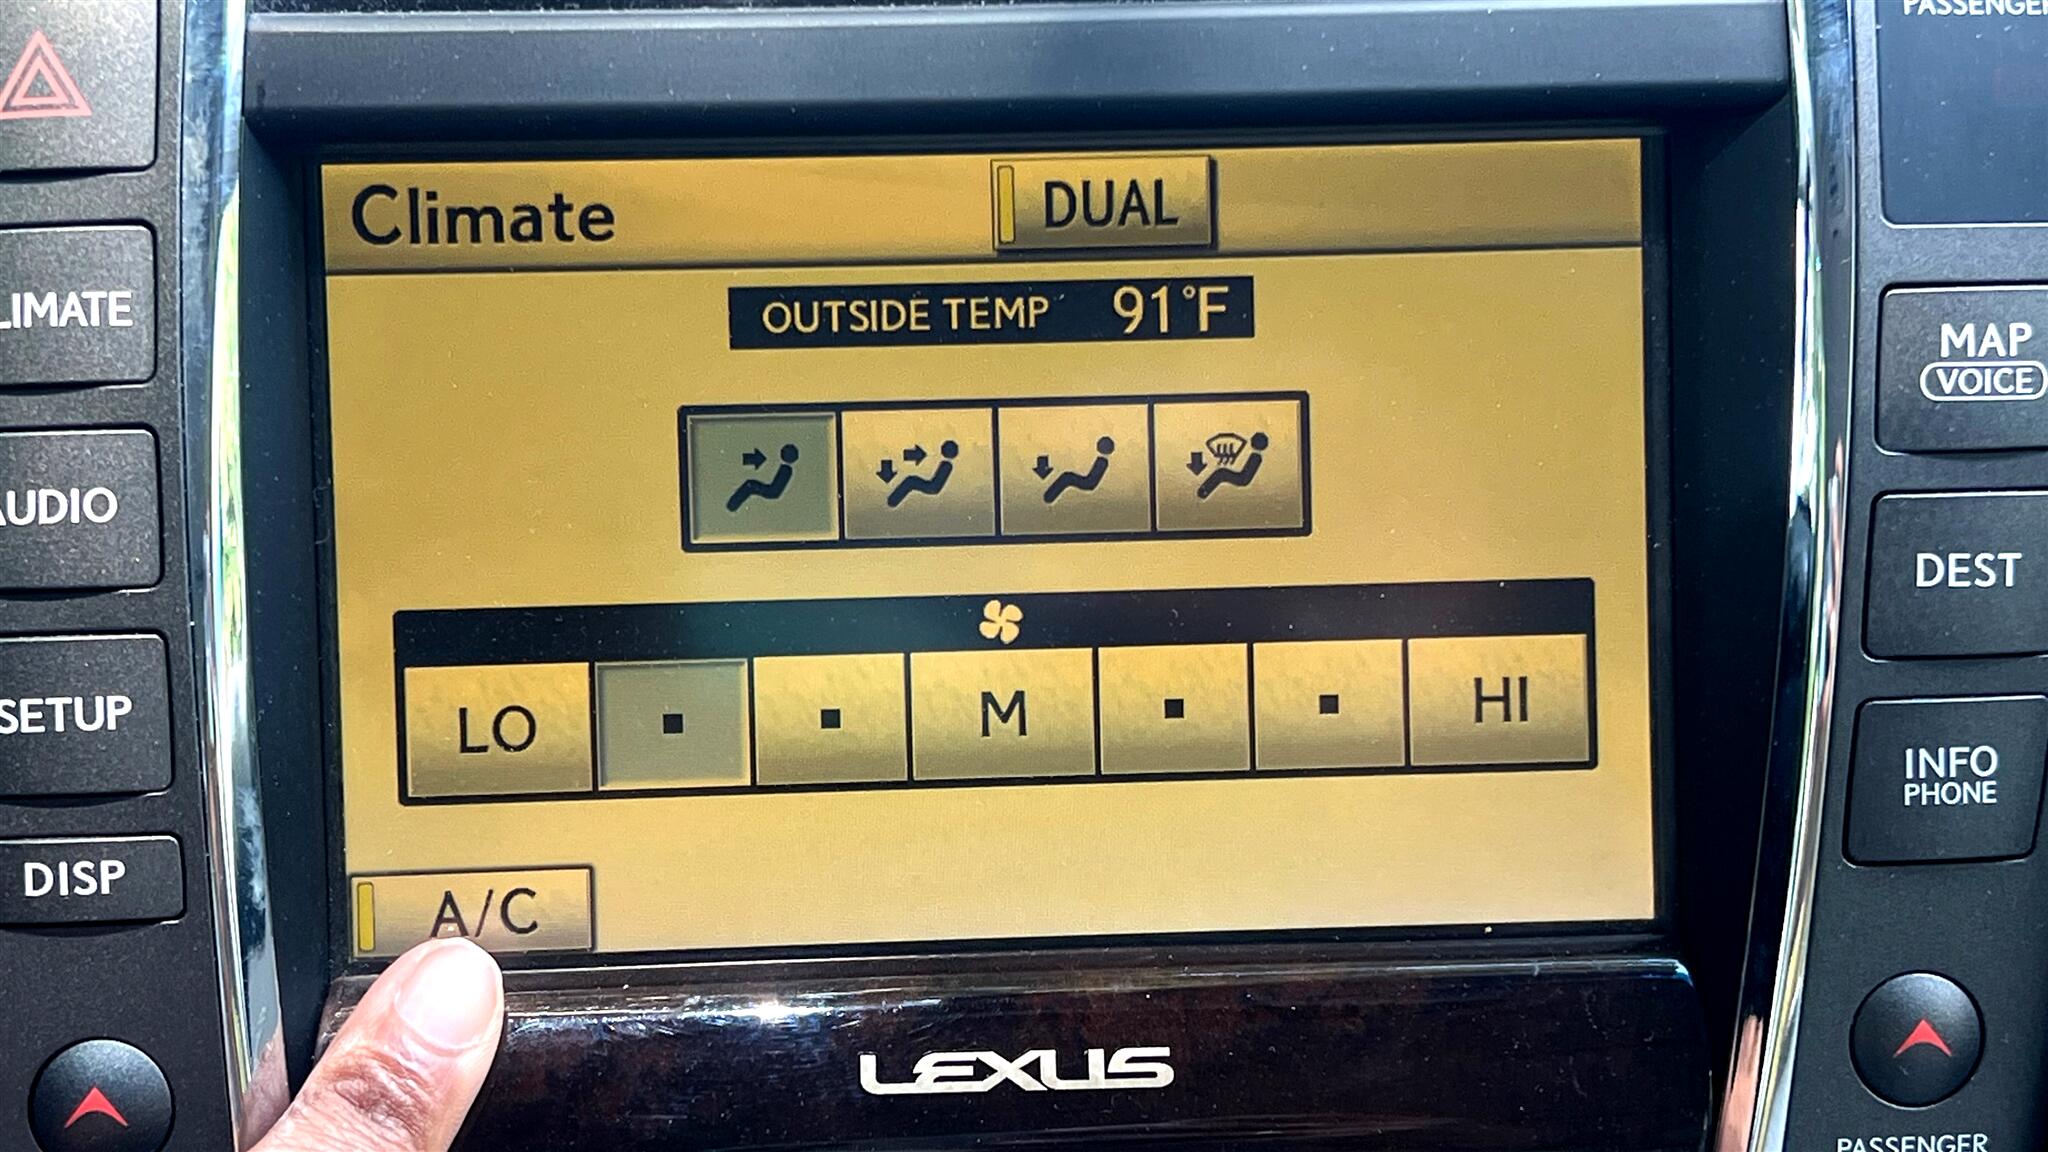 PASSENGER
Climate
DUAL
OUTSIDE TEMP 91°F
LIMATE
MAP
VOICE
AUDIO
DEST
LO M HI
SETUP
INFO
PHONE
DISP
A/C
LEXUS
PASSENGER